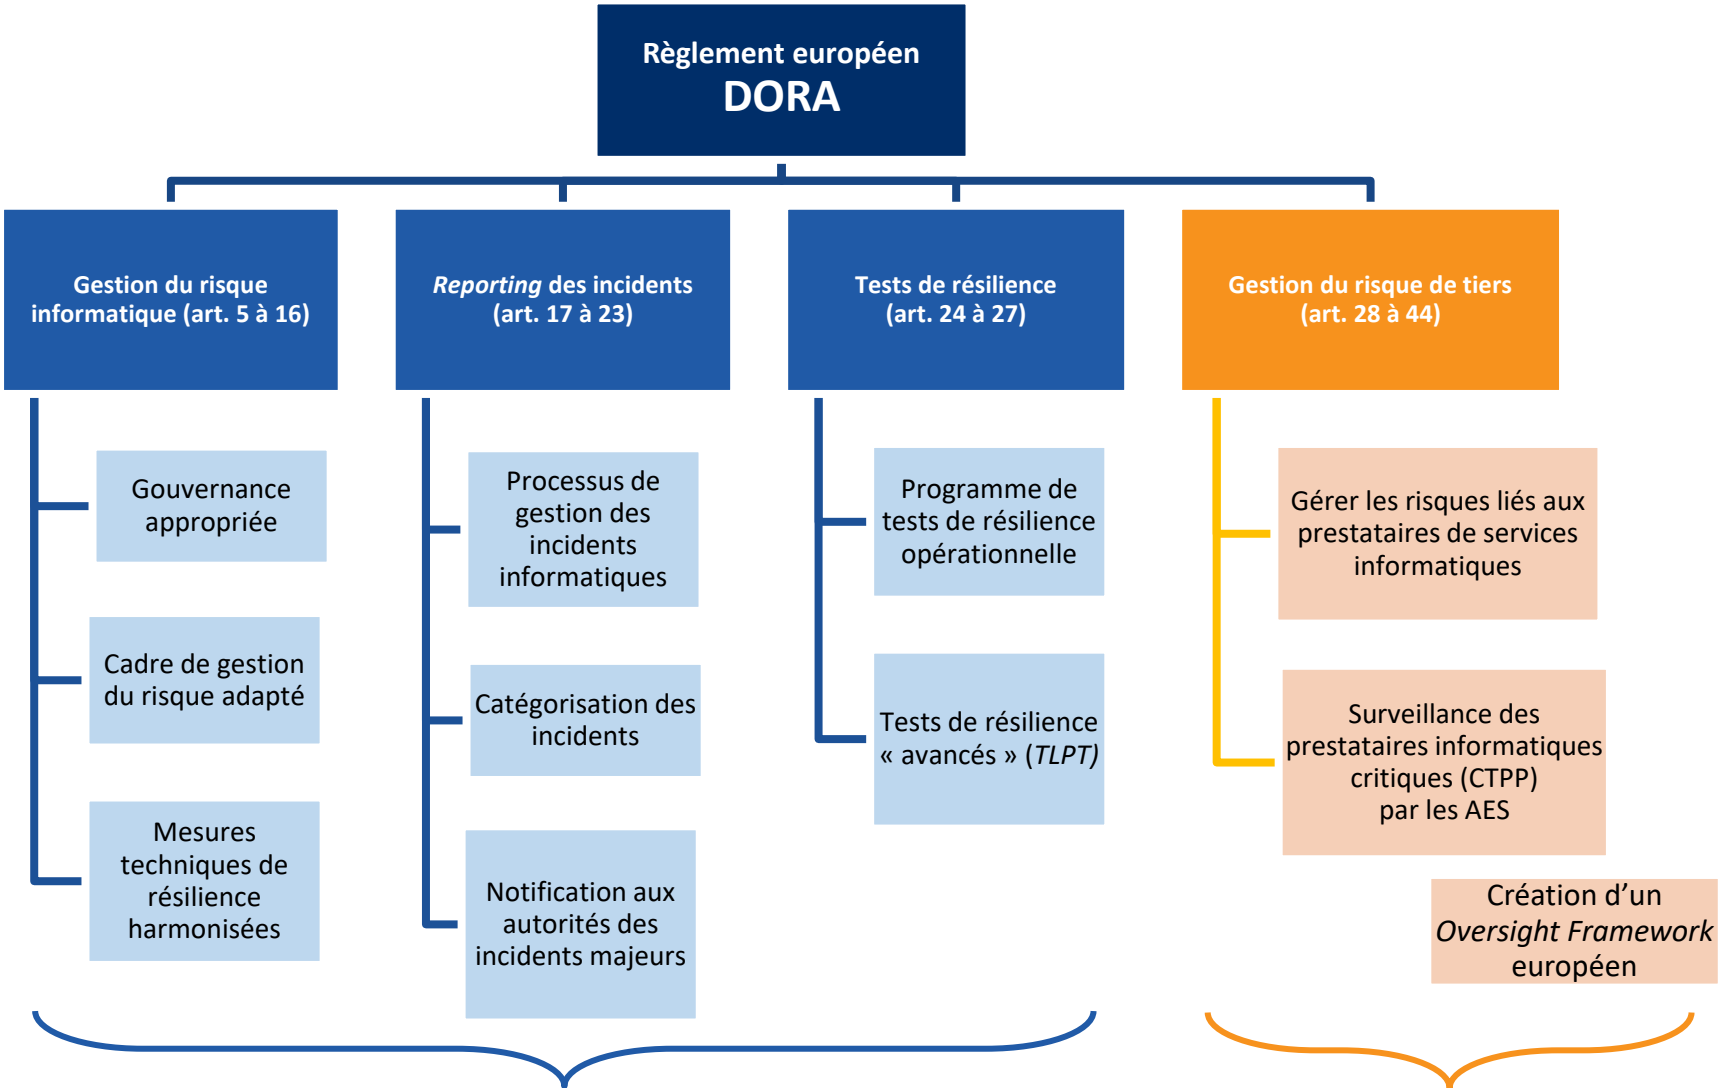 Règlement européen
DORA
Gestion du risque
informatique (art. 5 à 16)
Reporting des incidents
(art. 17 à 23)
Tests de résilience
(art. 24 à 27)
Gestion du risque de tiers
(art. 28 à 44)
Gouvernance
appropriée
Cadre de gestion
du risque adapté
Mesures
techniques de
résilience
harmonisées
Processus de
gestion des
incidents
informatiques
Catégorisation des
incidents
Notification aux
autorités des
incidents majeurs
Programme de
tests de résilience
opérationnelle
Tests de résilience
« avancés » (TLPT)
Gérer les risques liés aux
prestataires de services
informatiques
Surveillance des
prestataires informatiques
critiques (CTPP)
par les AES
Création d’un
Oversight Framework
européen